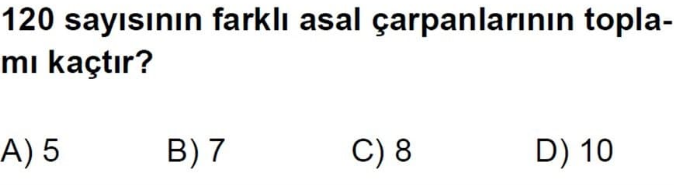 120 sayısının farklı asal çarpanlarının topla-
mı kaçtır?
A) 5 B) 7 C) 8 D) 10